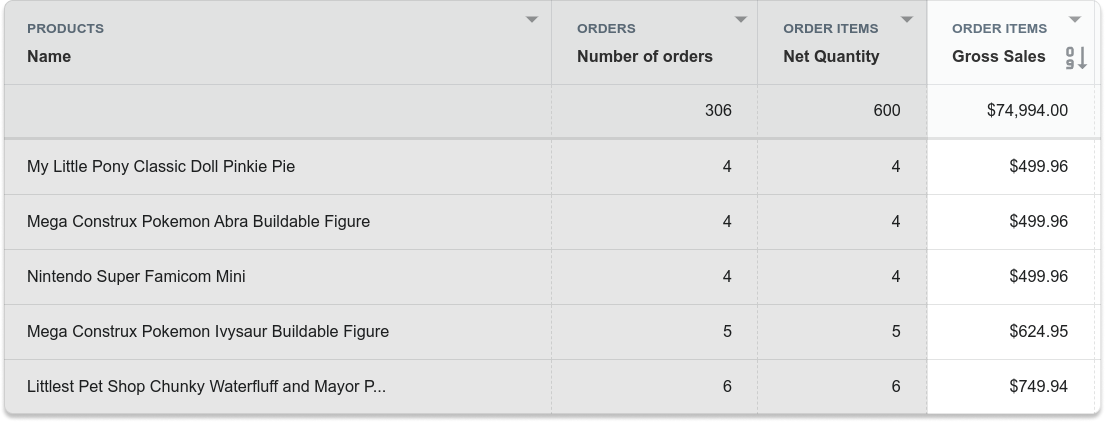 PRODUCTS ORDERS ORDER ITEMS ORDER ITEMS
Name Number of orders Net Quantity Gross Sales
306 600 $74,994.00
My Little Pony Classic Doll Pinkie Pie 4 4 $499.96
Mega Construx Pokemon Abra Buildable Figure 4 4 $499.96
Nintendo Super Famicom Mini 4 4 $499.96
Mega Construx Pokemon Ivysaur Buildable Figure 5 5 $624.95
Littlest Pet Shop Chunky Waterfluff and Mayor P... 6 6 $749.94